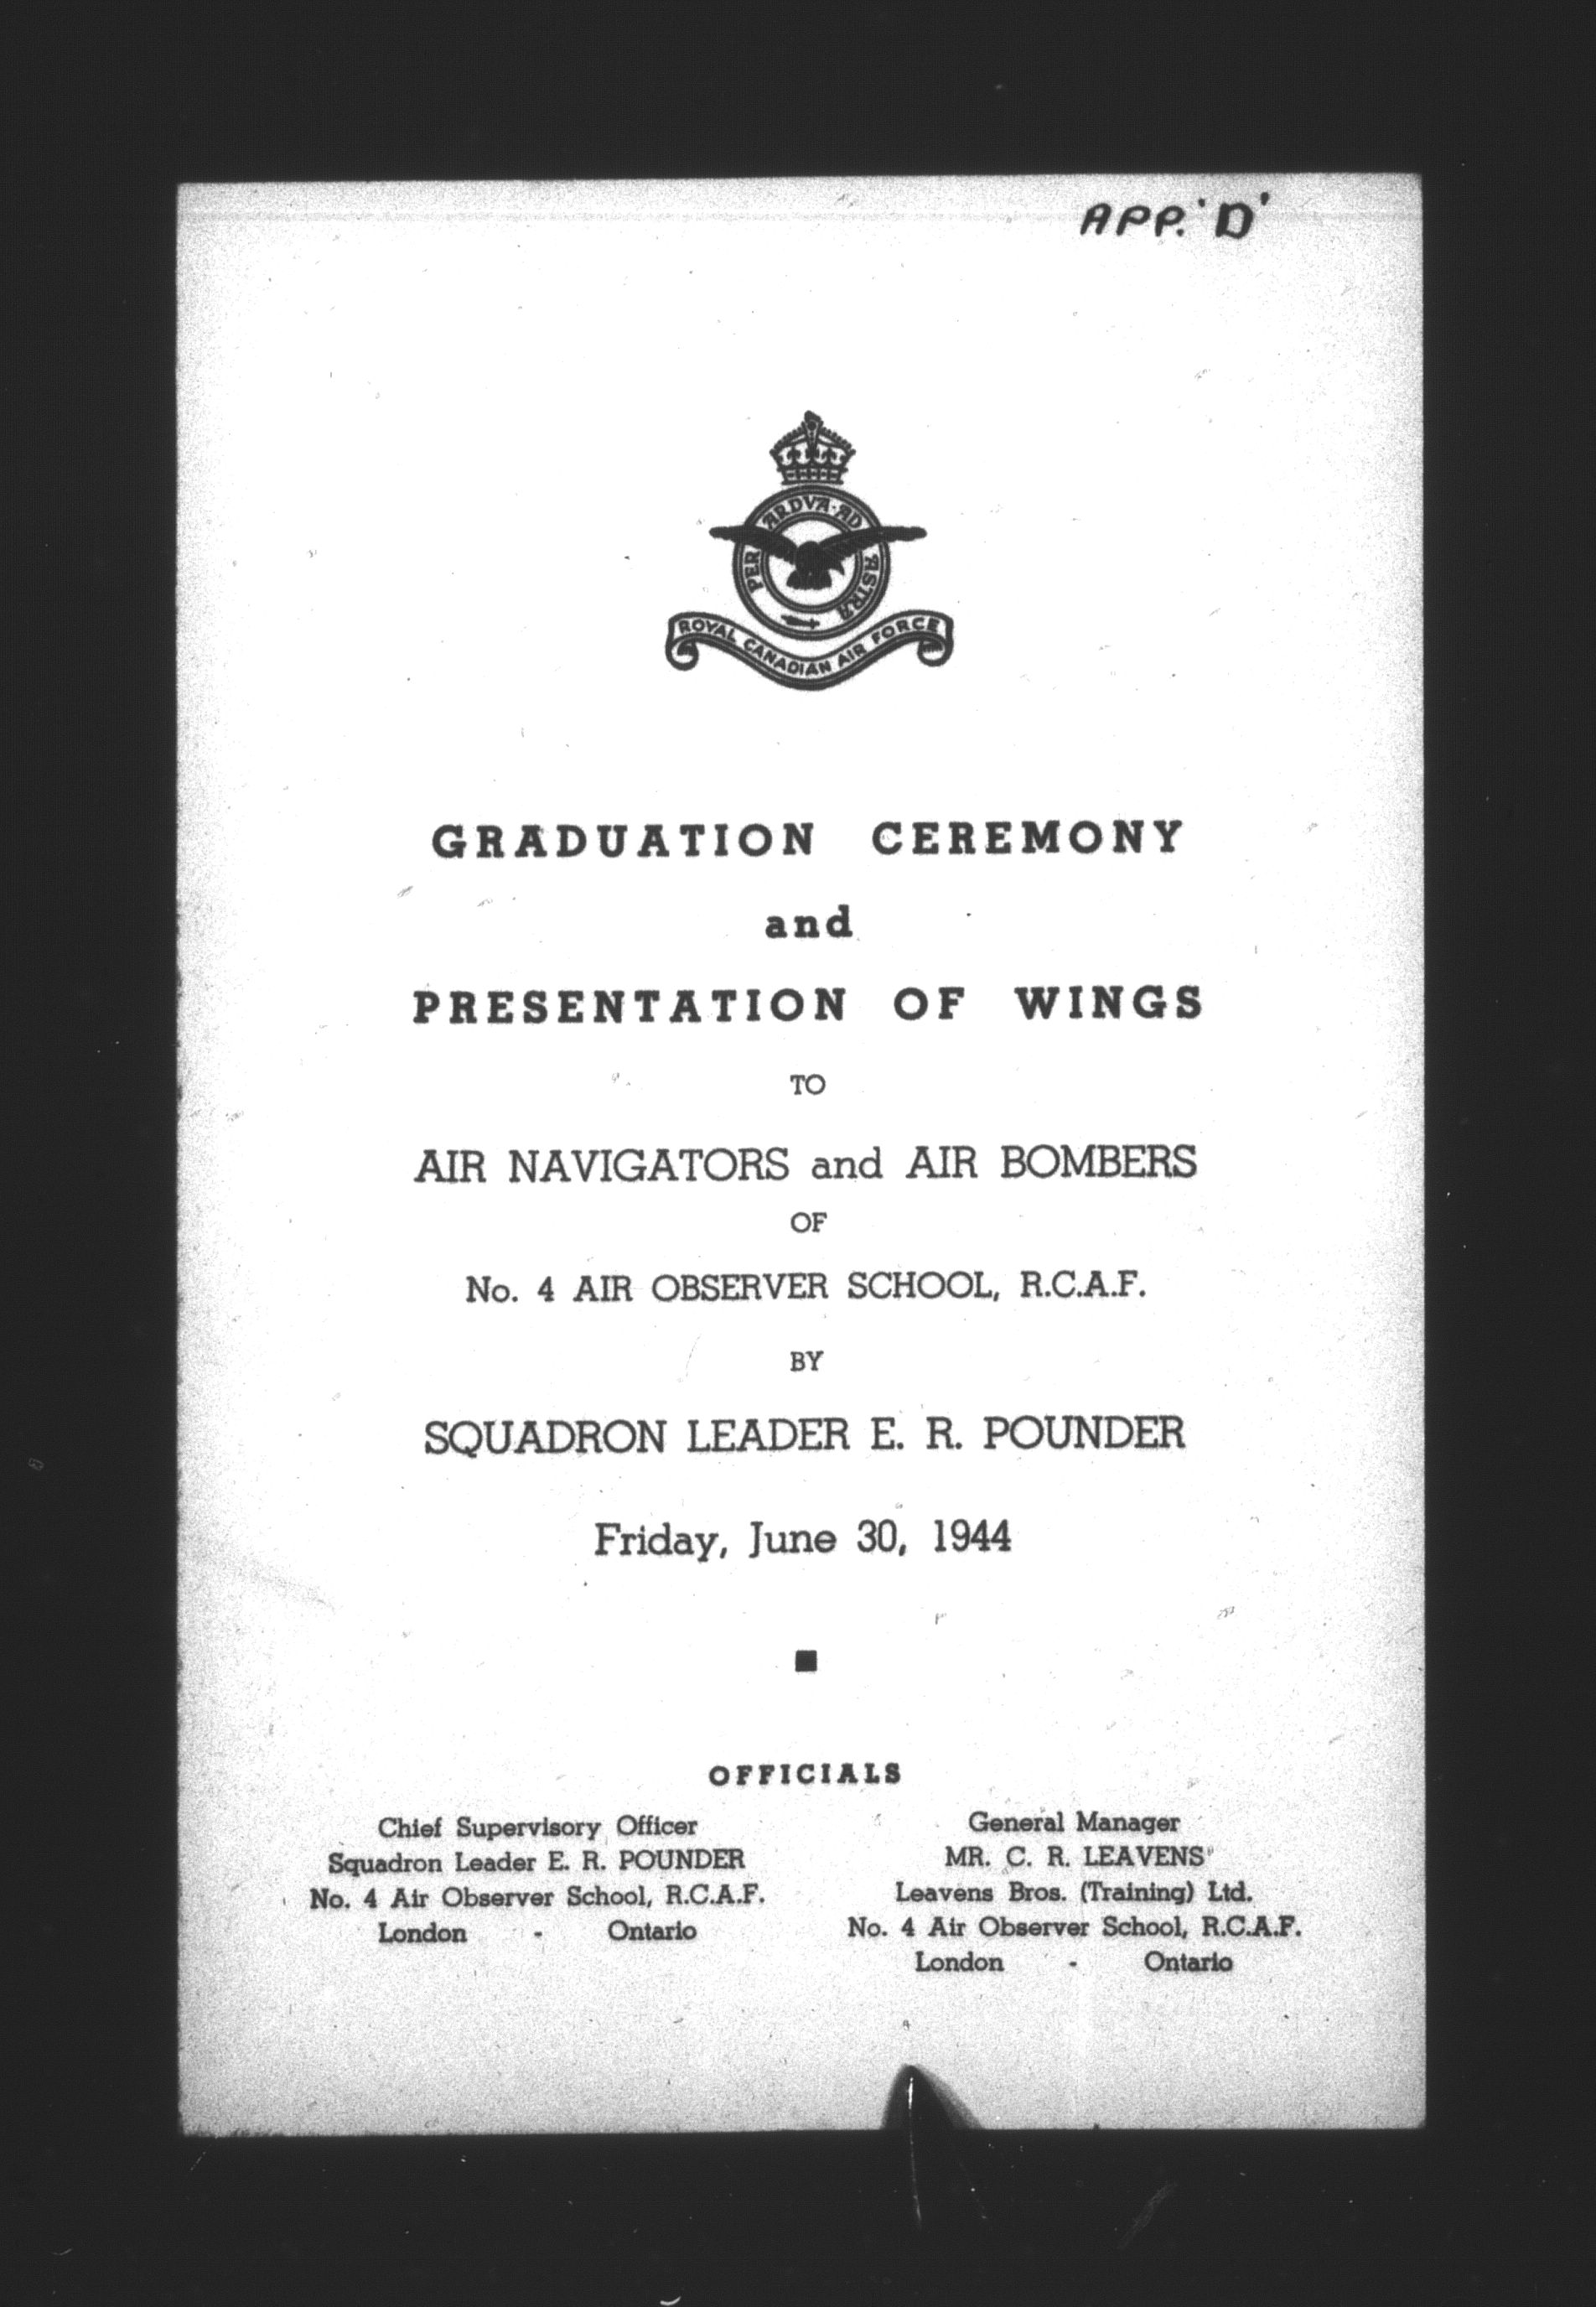 APP. 'D'
PER ARDVA·AD ASTRA
ROYAL CANADIAN AIR FORCE
GRADUATION CEREMONY
and
PRESENTATION OF WINGS
TO
AIR NAVIGATORS and AIR BOMBERS
OF
No. 4 AIR OBSERVER SCHOOL, R.C.A.F.
BY
SQUADRON LEADER E. R. POUNDER
Friday, June 30, 1944
OFFICIALS
Chief Supervisory Officer
Squadron Leader E. R. POUNDER
No. 4 Air Observer School, R.C.A.F.
London - Ontario
General Manager
MR. C. R. LEAVENS
Leavens Bros. (Training) Ltd.
No. 4 Air Observer School, R.C.A.F.
London - Ontario